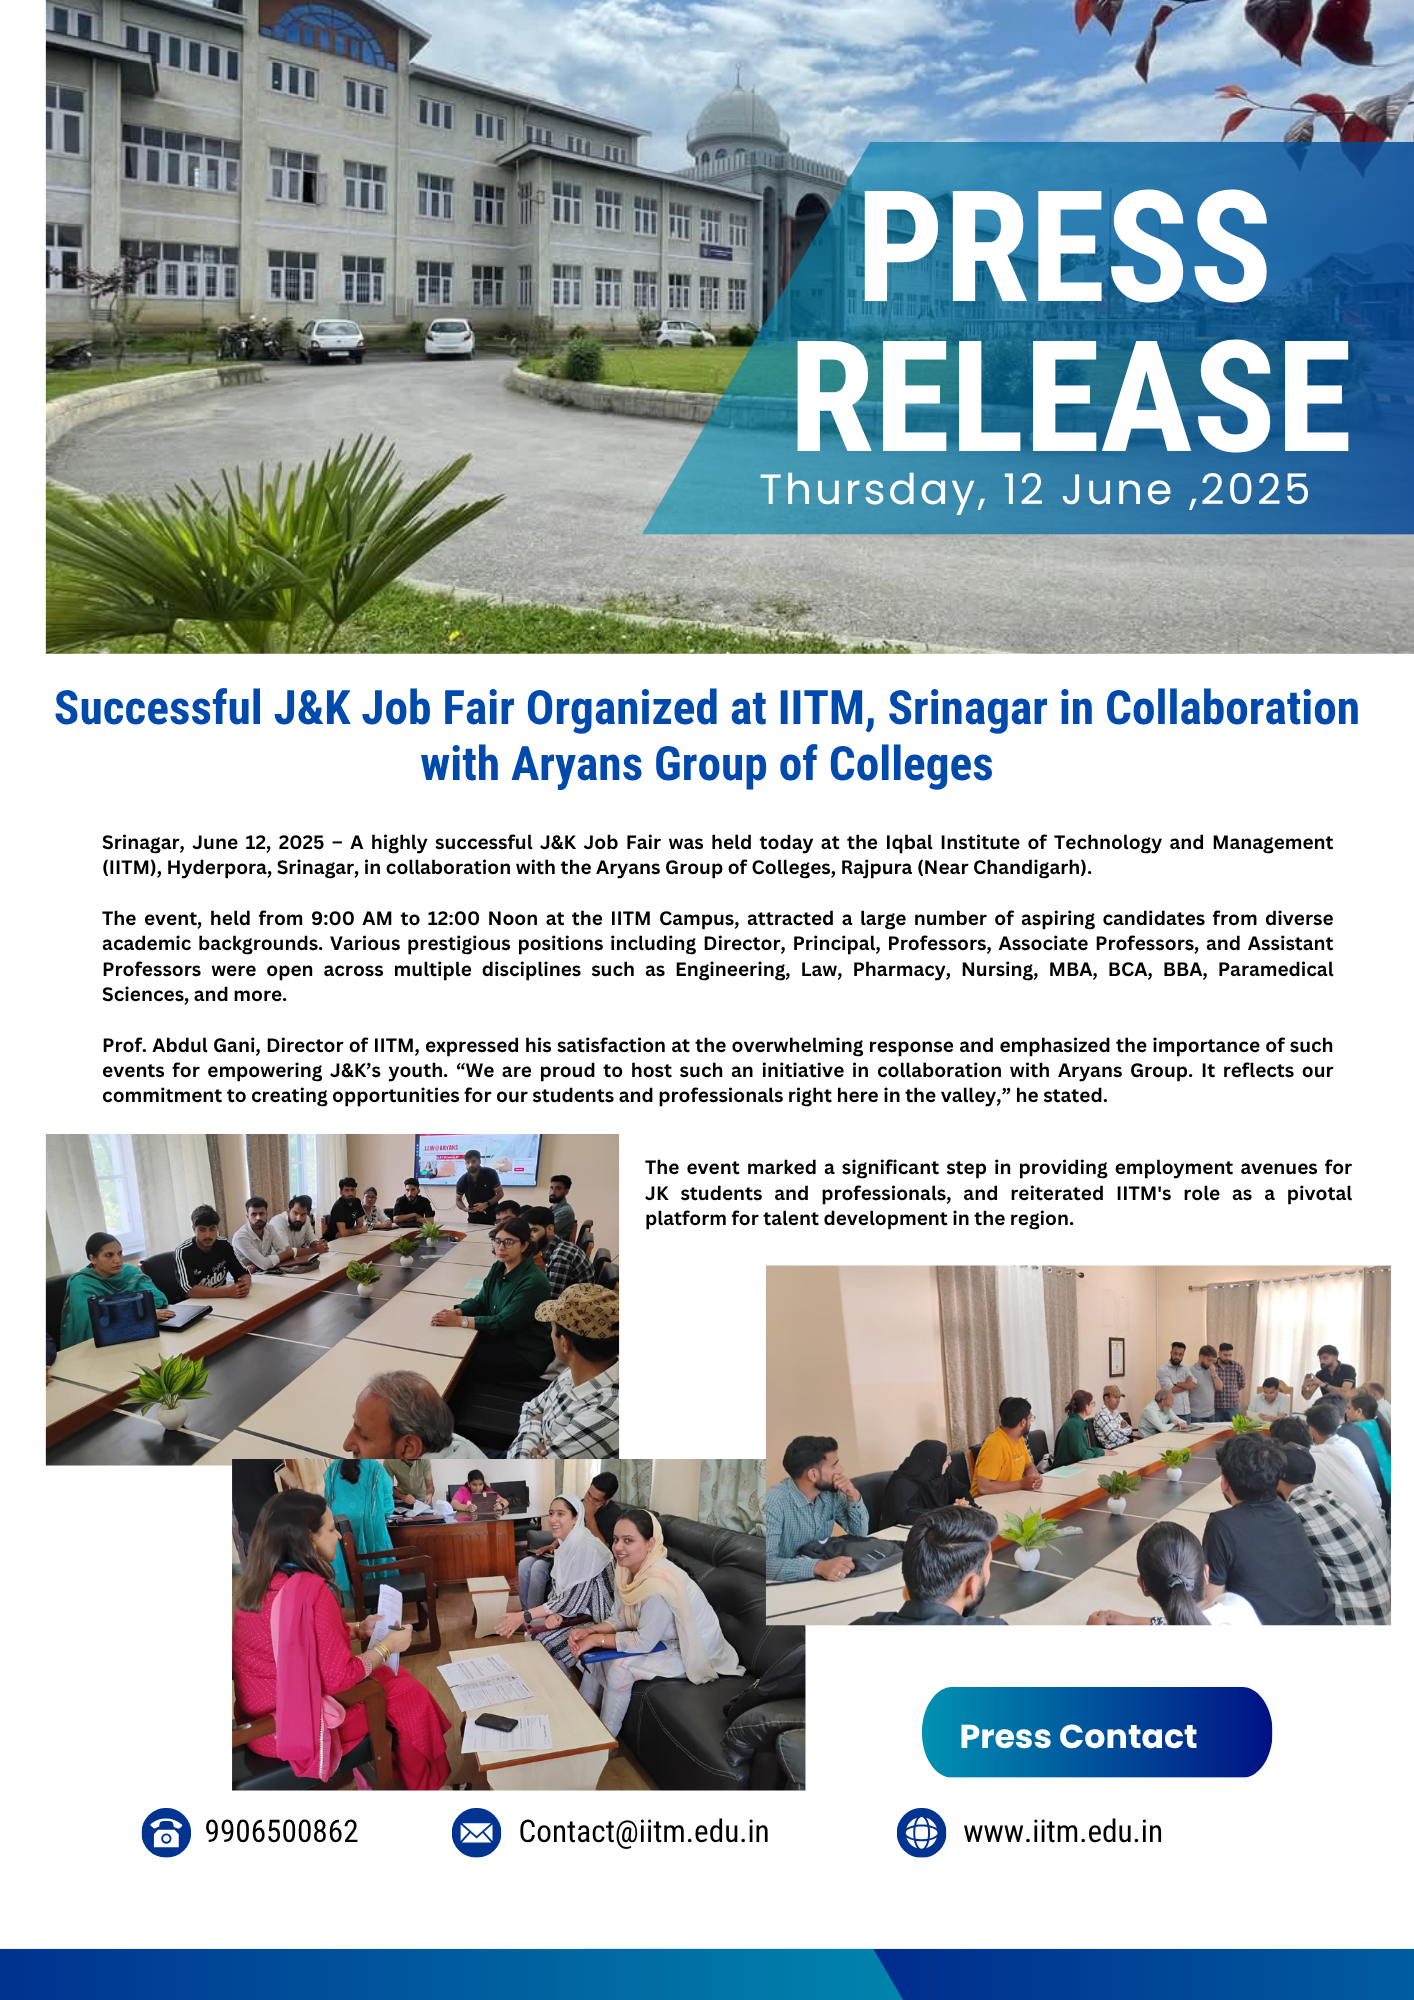 PRESS
RELEASE
Thursday, 12 June ,2025
Successful J&K Job Fair Organized at IITM, Srinagar in Collaboration
with Aryans Group of Colleges
Srinagar, June 12, 2025 – A highly successful J&K Job Fair was held today at the Iqbal Institute of Technology and Management
(IITM), Hyderpora, Srinagar, in collaboration with the Aryans Group of Colleges, Rajpura (Near Chandigarh).
The event, held from 9:00 AM to 12:00 Noon at the IITM Campus, attracted a large number of aspiring candidates from diverse
academic backgrounds. Various prestigious positions including Director, Principal, Professors, Associate Professors, and Assistant
Professors were open across multiple disciplines such as Engineering, Law, Pharmacy, Nursing, MBA, BCA, BBA, Paramedical
Sciences, and more.
Prof. Abdul Gani, Director of IITM, expressed his satisfaction at the overwhelming response and emphasized the importance of such
events for empowering J&K’s youth. “We are proud to host such an initiative in collaboration with Aryans Group. It reflects our
commitment to creating opportunities for our students and professionals right here in the valley,” he stated.
LAW@ARYANS
The event marked a significant step in providing employment avenues for
JK students and professionals, and reiterated IITM's role as a pivotal
platform for talent development in the region.
Press Contact
9906500862
Contact@iitm.edu.in
www.iitm.edu.in